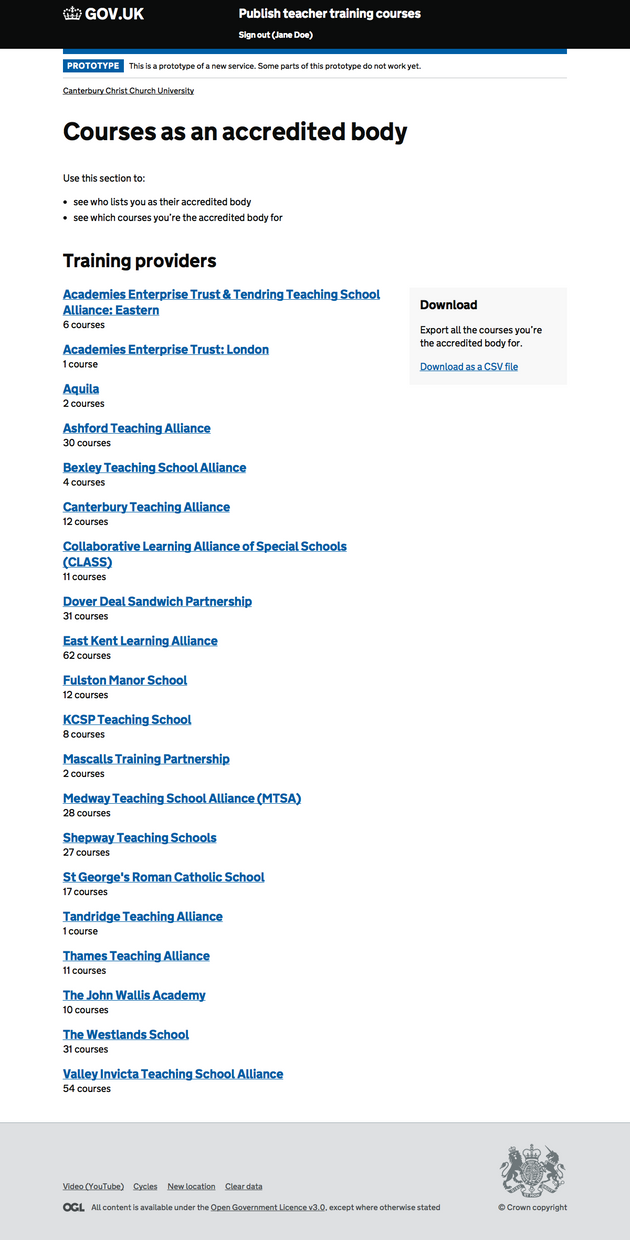 GOV.UK
Publish teacher training courses
Sign out (Jane Doe)
PROTOTYPE This is a prototype of a new service. Some parts of this prototype do not work yet.
Canterbury Christ Church University
Courses as an accredited body
Use this section to:
• see who lists you as their accredited body
• see which courses you're the accredited body for
Training providers
Academies Enterprise Trust & Tendring Teaching School
Alliance: Eastern
6 courses
Academies Enterprise Trust: London
1 course
Aquila
2 courses
Ashford Teaching Alliance
30 courses
Bexley Teaching School Alliance
4 courses
Canterbury Teaching Alliance
12 courses
Collaborative Learning Alliance of Special Schools
(CLASS)
11 courses
Dover Deal Sandwich Partnership
31 courses
East Kent Learning Alliance
62 courses
Fulston Manor School
12 courses
KCSP Teaching School
8 courses
Mascalls Training Partnership
2 courses
Medway Teaching School Alliance (MTSA)
28 courses
Shepway Teaching Schools
27 courses
St George's Roman Catholic School
17 courses
Tandridge Teaching Alliance
1 course
Thames Teaching Alliance
11 courses
The John Wallis Academy
10 courses
The Westlands School
31 courses
Valley Invicta Teaching School Alliance
54 courses
Download
Export all the courses you're
the accredited body for.
Download as a CSV file
Video (YouTube) Cycles New location Clear data
OGL All content is available under the Open Government Licence v3.0, except where otherwise stated
© Crown copyright